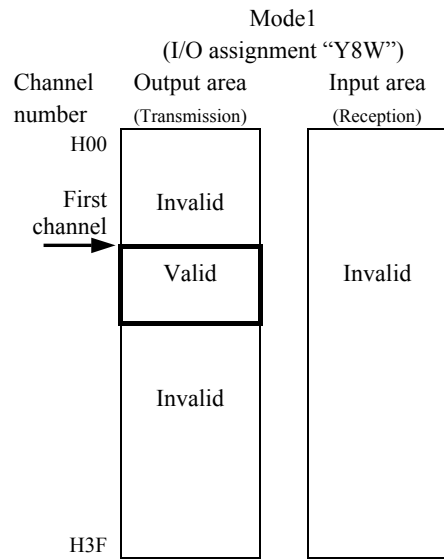 Mode1
(I/O assignment “Y8W”)
Channel number
Output area
(Transmission)
Input area
(Reception)
H00
First channel
Invalid
Valid
Invalid
Invalid
H3F